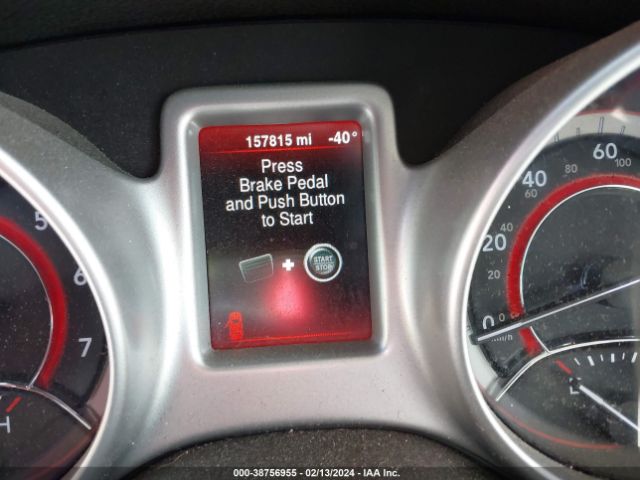 157815 mi -40°
Press
Brake Pedal
and Push Button
to Start
START
STOP
5
6
7
H
0
20
40
60
0
20
40
60
80
100
E
000-38756955 - 02/13/2024 - IAA Inc.